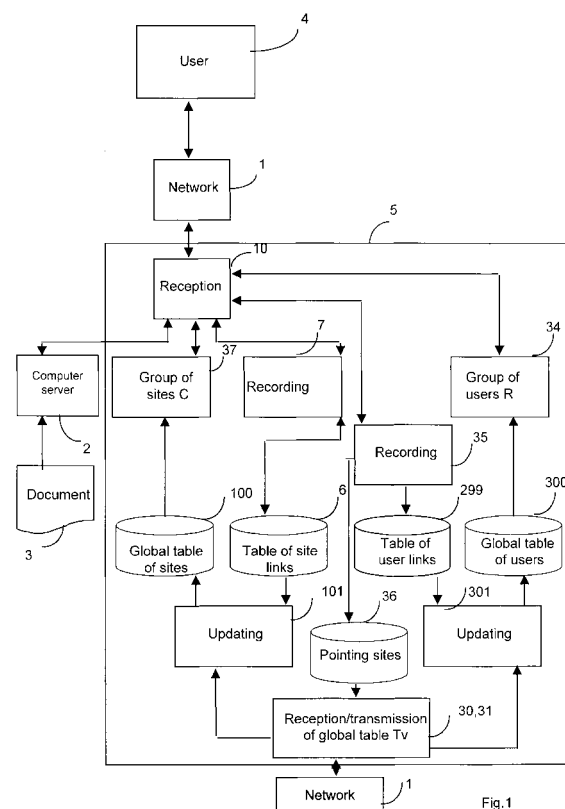 4
User
1
Network
5
10
Reception
7
37
34
Computer
server
2
Group of
sites C
Recording
Group of
users R
Recording
35
Document
3
100
6
299
300
Global table
of sites
Table of site
links
Table of
user links
Global table
of users
101
36
301
Updating
Pointing sites
Updating
Reception/transmission
of global table Tv
30,31
Network
1
Fig.1